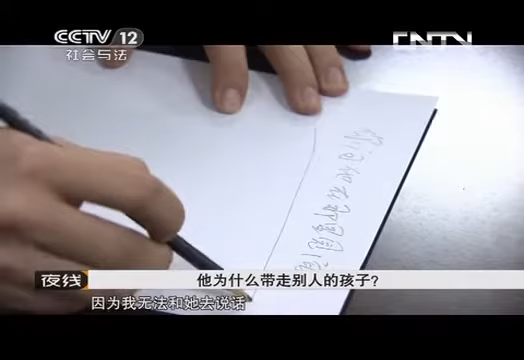 CCTV 12
社会与法
CNTV
夜线
他为什么带走别人的孩子?
因为我无法和她去说话